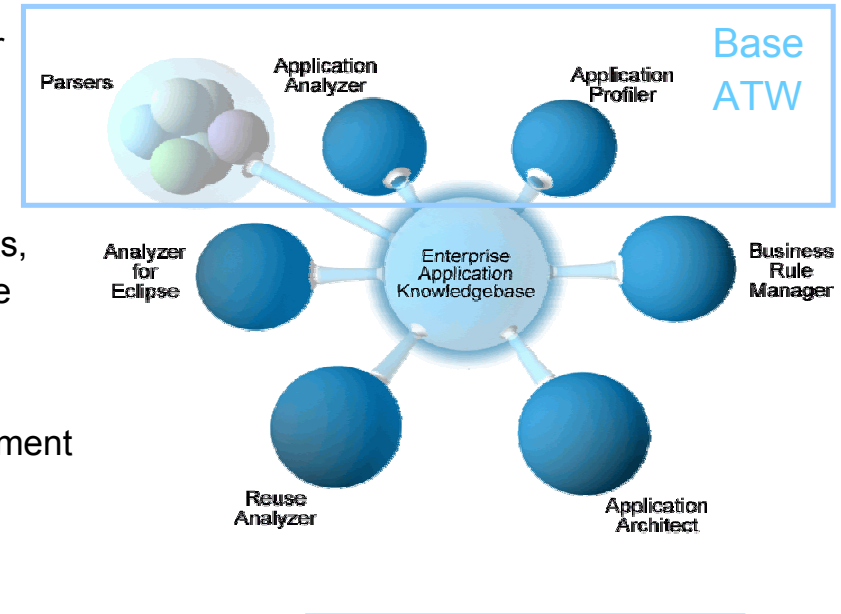 r
Base
ATW
Parsers
Application
Analyzer
Application
Profiler
s,
e
ment
Analyzer
for
Eclipse
Enterprise
Application
Knowledgebase
Business
Rule
Manager
Reuse
Analyzer
Application
Architect